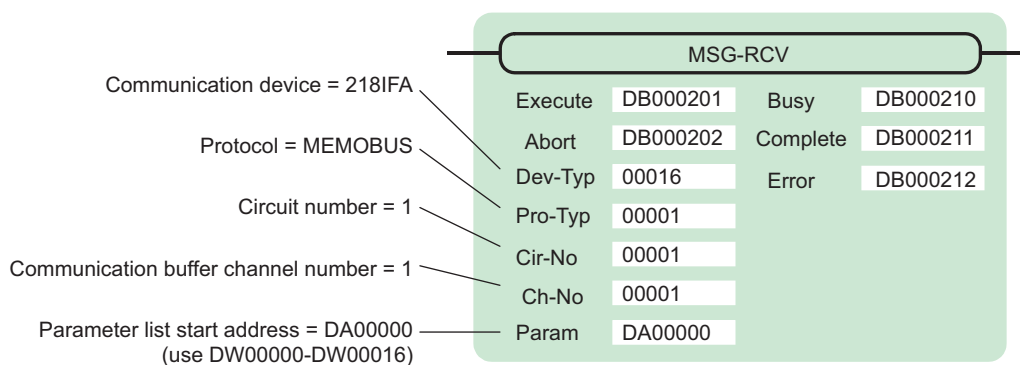 MSG-RCV
Communication device = 218IFA
Protocol = MEMOBUS
Circuit number = 1
Communication buffer channel number = 1
Parameter list start address = DA00000
(use DW00000-DW00016)
Execute DB000201 Busy DB000210
Abort DB000202 Complete DB000211
Dev-Typ 00016 Error DB000212
Pro-Typ 00001
Cir-No 00001
Ch-No 00001
Param DA00000